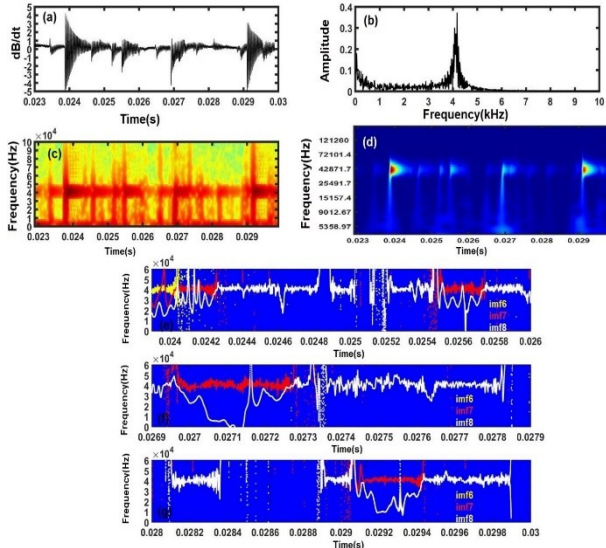 (a)
dB/dt
5
4
3
2
1
0
-1
-2
-3
-4
-5
0.023 0.024 0.025 0.026 0.027 0.028 0.029 0.03
Time(s)
(b)
Amplitude
0.4
0.3
0.2
0.1
0
0 1 2 3 4 5 6 7 8 9 10
Frequency(kHz)
(c)
×10⁴
Frequency(Hz)
10
8
6
4
2
0
0.023 0.024 0.025 0.026 0.027 0.028 0.029
Time(s)
(d)
Frequency(Hz)
121260
72101.4
42871.7
25491.7
15157.4
9012.67
5358.97
0.023 0.024 0.025 0.026 0.027 0.028 0.029
Time(s)
×10⁴
Frequency(Hz)
6
5
4
3
2
1
0
imf6
imf7
imf8
0.024 0.0242 0.0244 0.0246 0.0248 0.025 0.0252 0.0254 0.0256 0.0258 0.026
Time(s)
×10⁴
Frequency(Hz)
6
5
4
3
2
1
0
imf6
imf7
imf8
0.0269 0.027 0.0271 0.0272 0.0273 0.0274 0.0275 0.0276 0.0277 0.0278 0.0279
Time(s)
×10⁴
Frequency(Hz)
6
5
4
3
2
1
0
imf6
imf7
imf8
0.028 0.0282 0.0284 0.0286 0.0288 0.029 0.0292 0.0294 0.0296 0.0298 0.03
Time(s)